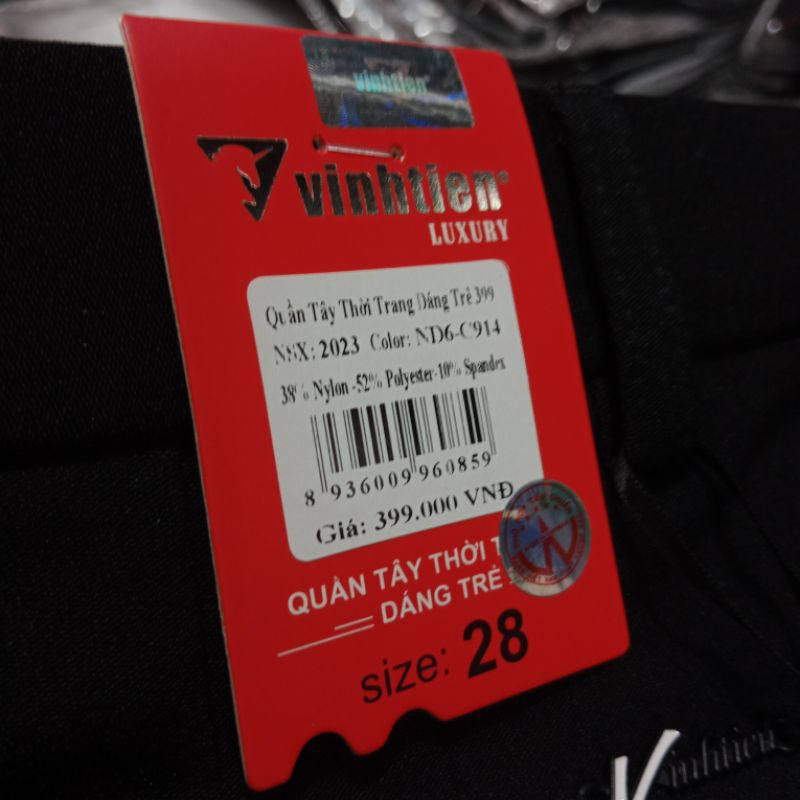 vinhtien
vinhtien®
LUXURY
Quần Tây Thời Trang Dáng Trẻ 399
NSX: 2023 Color: ND6-C914
38% Nylon -52% Polyester-10% Spandex
8 936009 960859
Giá: 399.000 VNĐ
QUẦN TÂY THỜI
DÁNG TRẺ
size: 28
Vinhtien